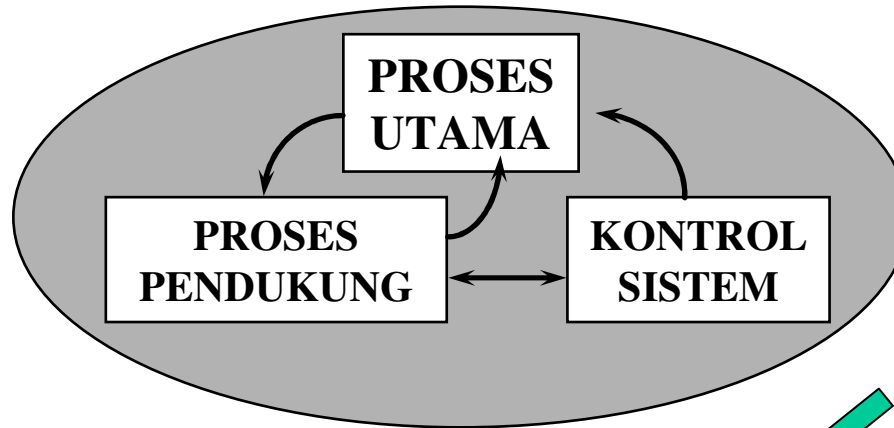 PROSES
UTAMA
PROSES
PENDUKUNG
KONTROL
SISTEM